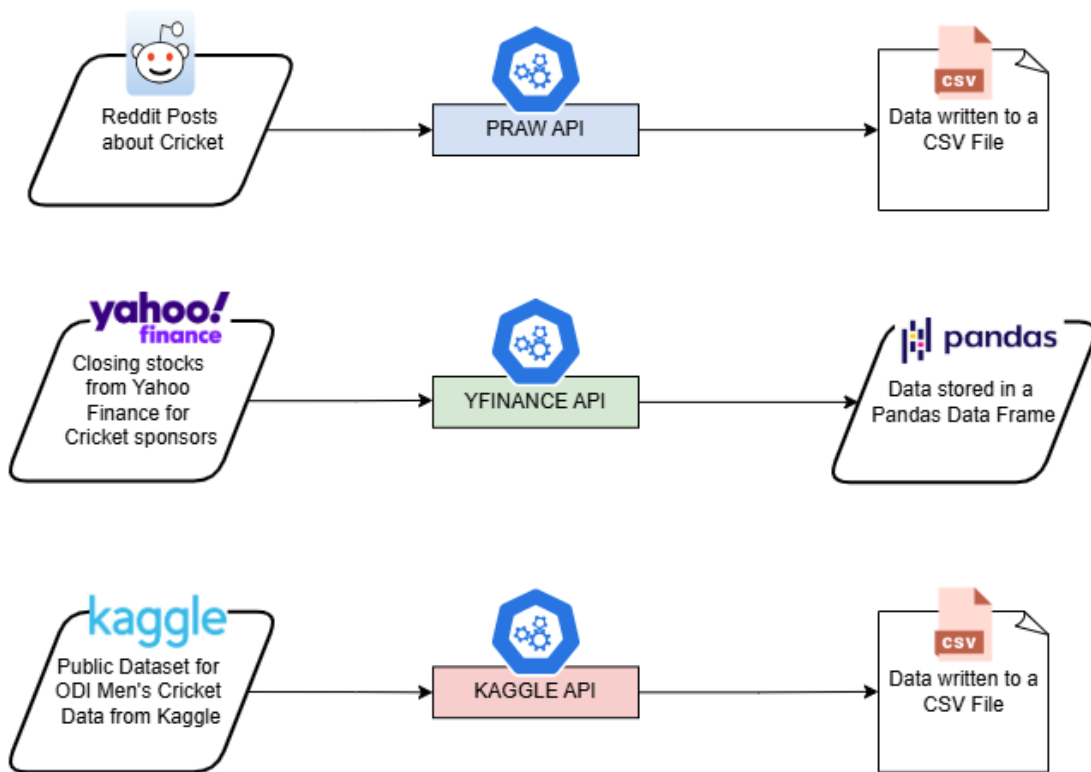 Reddit Posts
about Cricket
PRAW API
CSV
Data written to a
CSV File
yahoo!
finance
Closing stocks
from Yahoo
Finance for
Cricket sponsors
YFINANCE API
pandas
Data stored in a
Pandas Data Frame
kaggle
Public Dataset for
ODI Men's Cricket
Data from Kaggle
KAGGLE API
CSV
Data written to a
CSV File